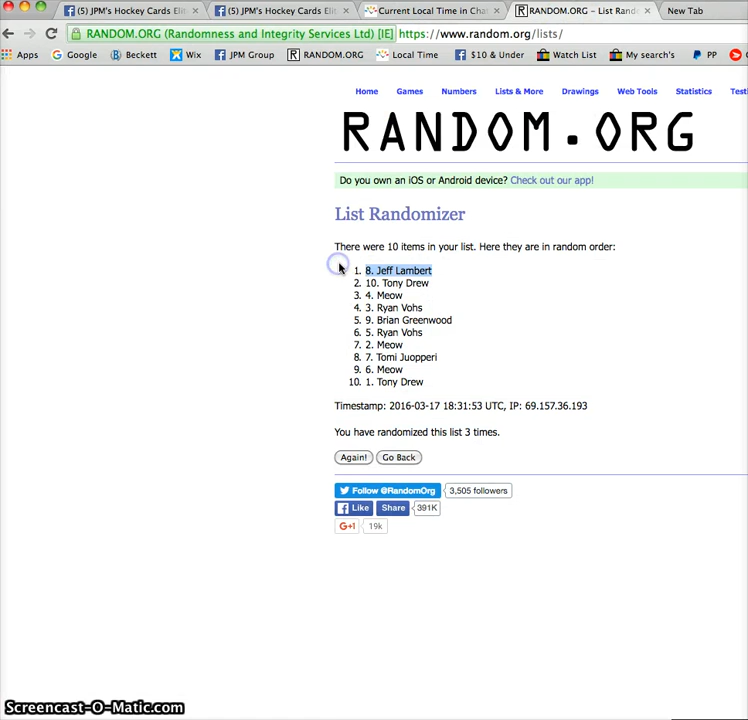 (5) JPM's Hockey Cards Elit
(5) JPM's Hockey Cards Elit
Current Local Time in Char
RANDOM.ORG – List Rand
New Tab
RANDOM.ORG (Randomness and Integrity Services Ltd) [IE] https://www.random.org/lists/
Apps Google Beckett Wix JPM Group RANDOM.ORG Local Time $10 & Under Watch List My search's PP
Home Games Numbers Lists & More Drawings Web Tools Statistics Testi
RANDOM.ORG
Do you own an iOS or Android device? Check out our app!
List Randomizer
There were 10 items in your list. Here they are in random order:
1. 8. Jeff Lambert
2. 10. Tony Drew
3. 4. Meow
4. 3. Ryan Vohs
5. 9. Brian Greenwood
6. 5. Ryan Vohs
7. 2. Meow
8. 7. Tomi Juopperi
9. 6. Meow
10. 1. Tony Drew
Timestamp: 2016-03-17 18:31:53 UTC, IP: 69.157.36.193
You have randomized this list 3 times.
Again! Go Back
Follow @RandomOrg 3,505 followers
Like Share 391K
G+1 19k
Screencast-O-Matic.com